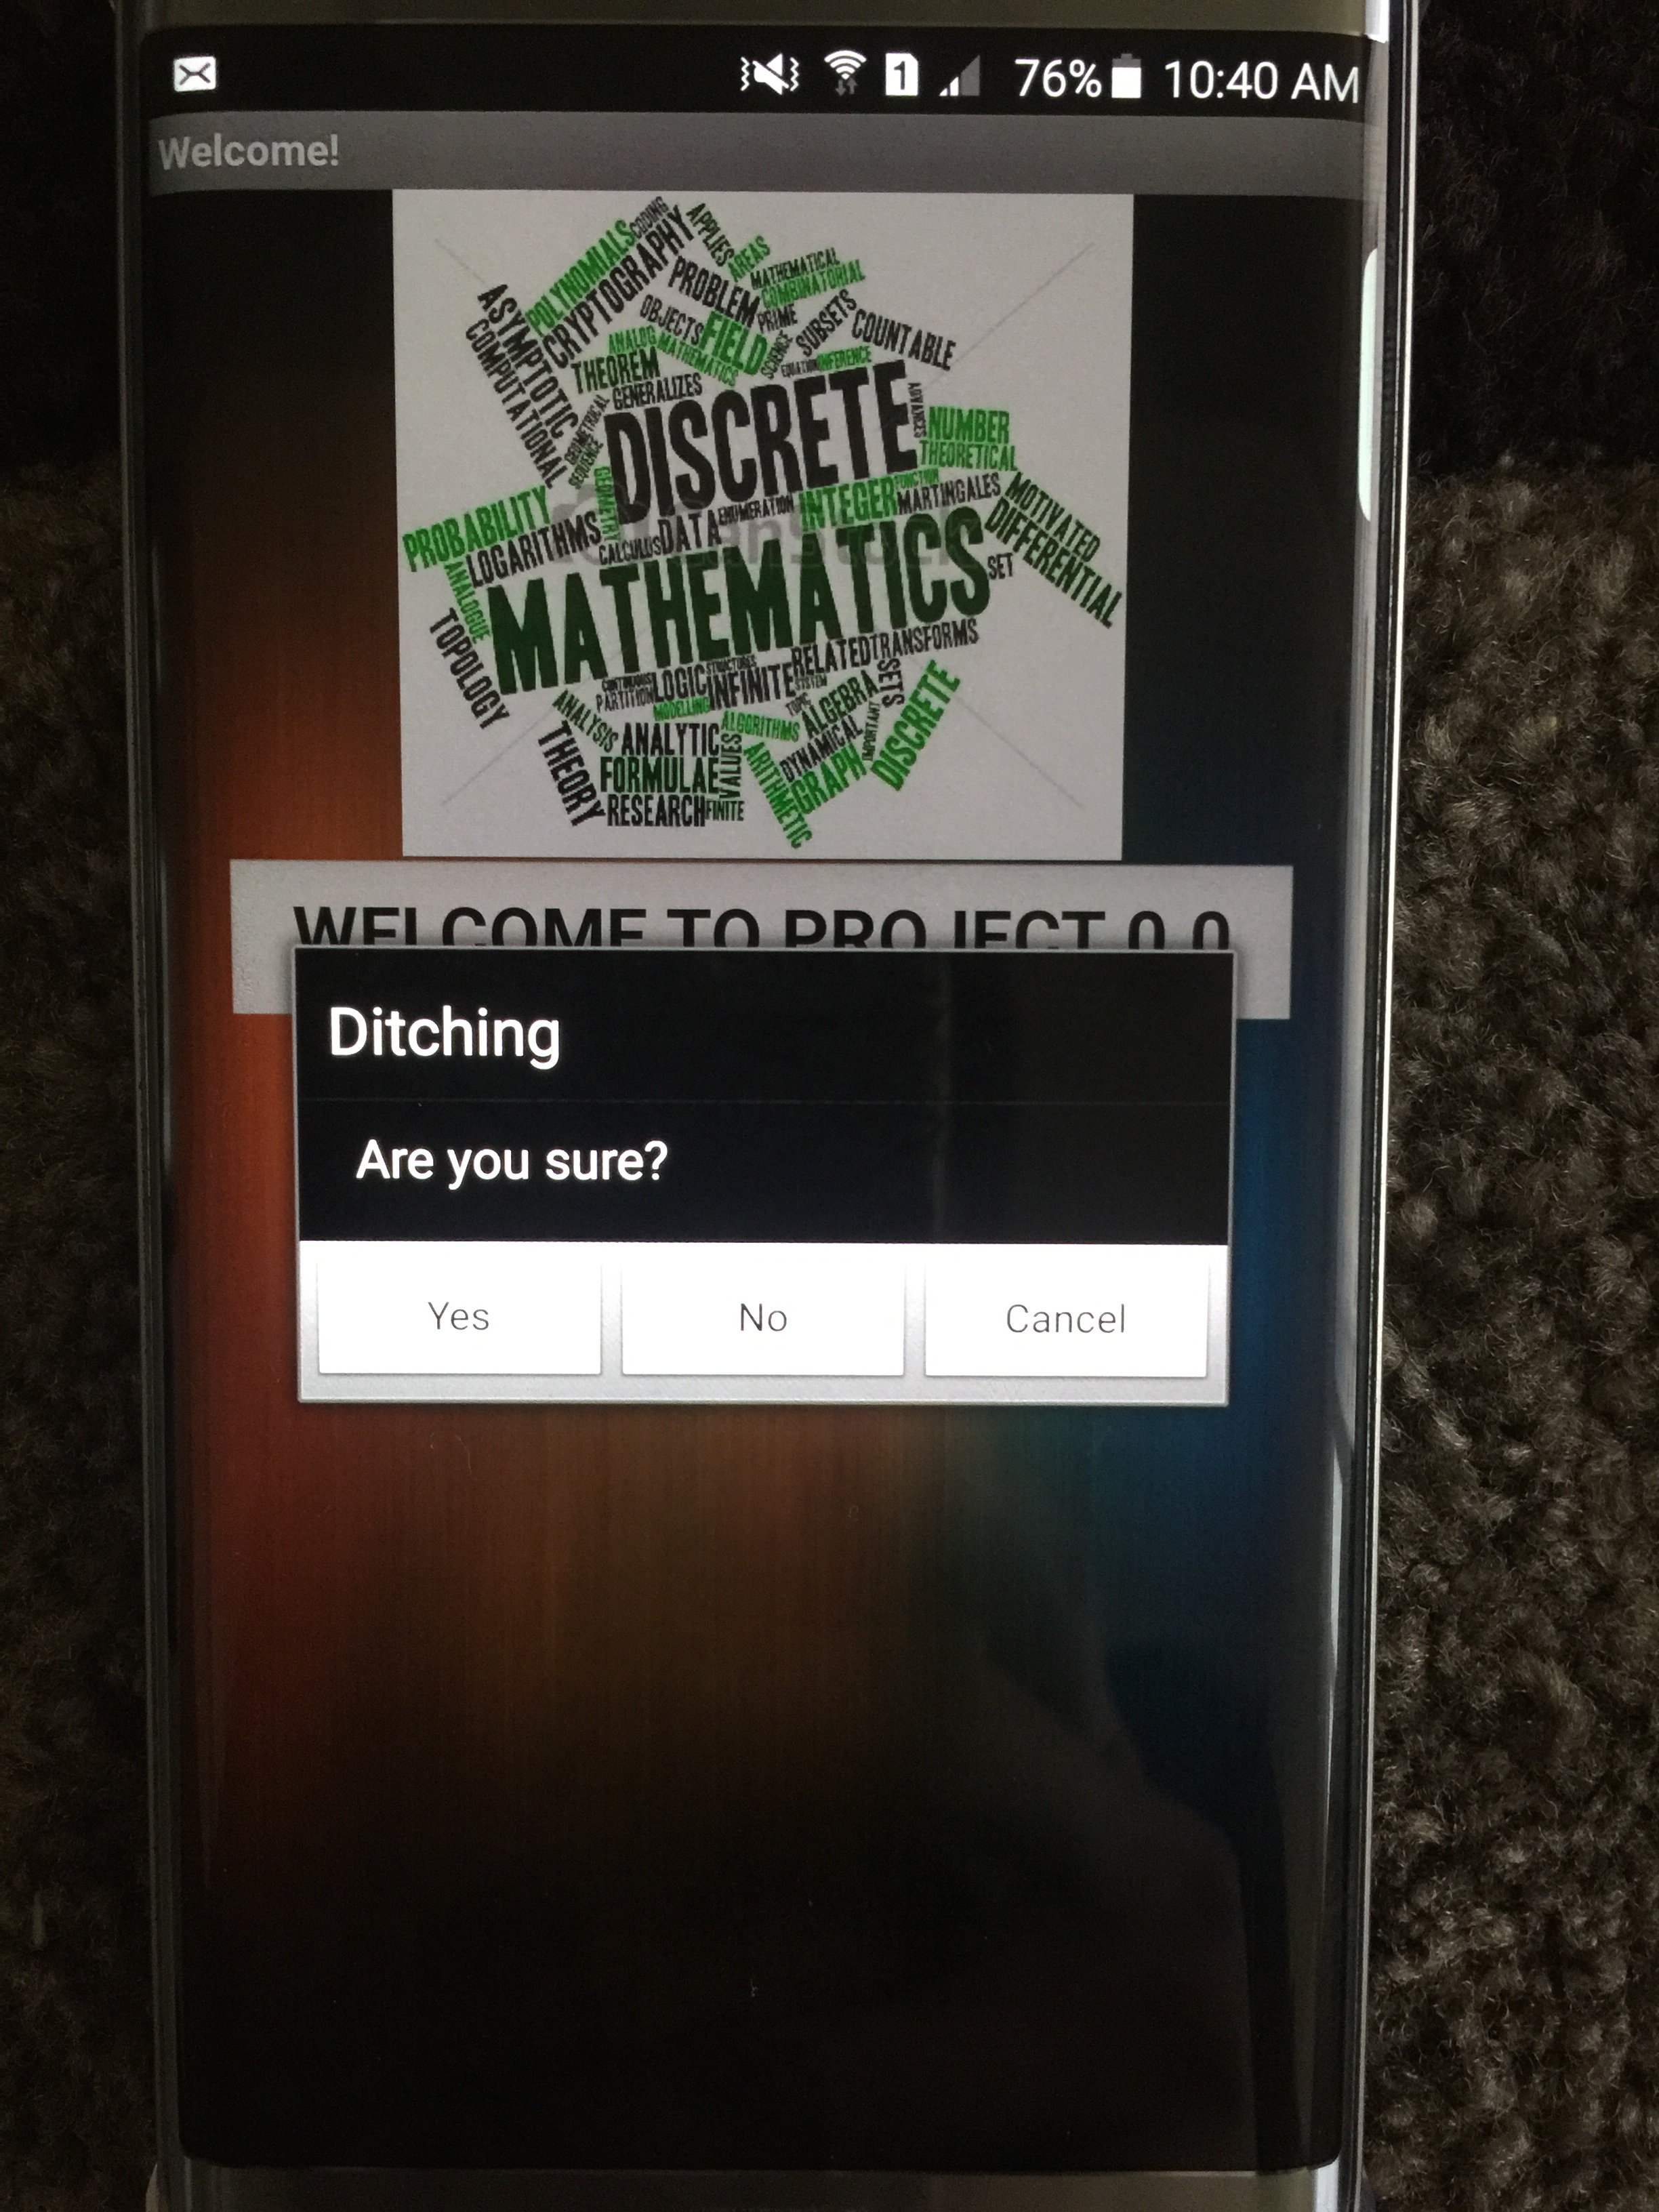 76% 10:40 AM
1
Welcome!
CODING
POLYNOMIALS
CRYPTOGRAPHY
APPLIES
AREAS
MATHEMATICAL
COMBINATORIAL
PROBLEM
PRIME
OBJECTS
FIELD
SCIENCE
SUBSETS
COUNTABLE
ASYMPTOTIC
COMPUTATIONAL
ANALOG
MATHEMATICS
THEOREM
GENERALIZES
EQUATION
INFERENCE
GEOMETRICAL
SEQUENCE
DISCRETE
ADVANCES
NUMBER
THEORETICAL
GEOMETRY
PROBABILITY
LOGARITHMS
CALCULUS
DATA
ENUMERATION
INTEGER
FUNCTION
MARTINGALES
MOTIVATED
DIFFERENTIAL
SET
ANALOGUE
TOPOLOGY
MATHEMATICS
CONTINUOUS
STRUCTURES
PARTITION
LOGIC
INFINITE
SYSTEM
RELATED
TRANSFORMS
SETS
MODELLING
ANALYSIS
ALGORITHMS
TOPIC
ALGEBRA
IMPORTANT
DISCRETE
THEORY
ANALYTIC
FORMULAE
VALUES
DYNAMICAL
GRAPH
ARITHMETIC
RESEARCH
FINITE
WELCOME TO PROJECT 0.0
Ditching
Are you sure?
Yes No Cancel